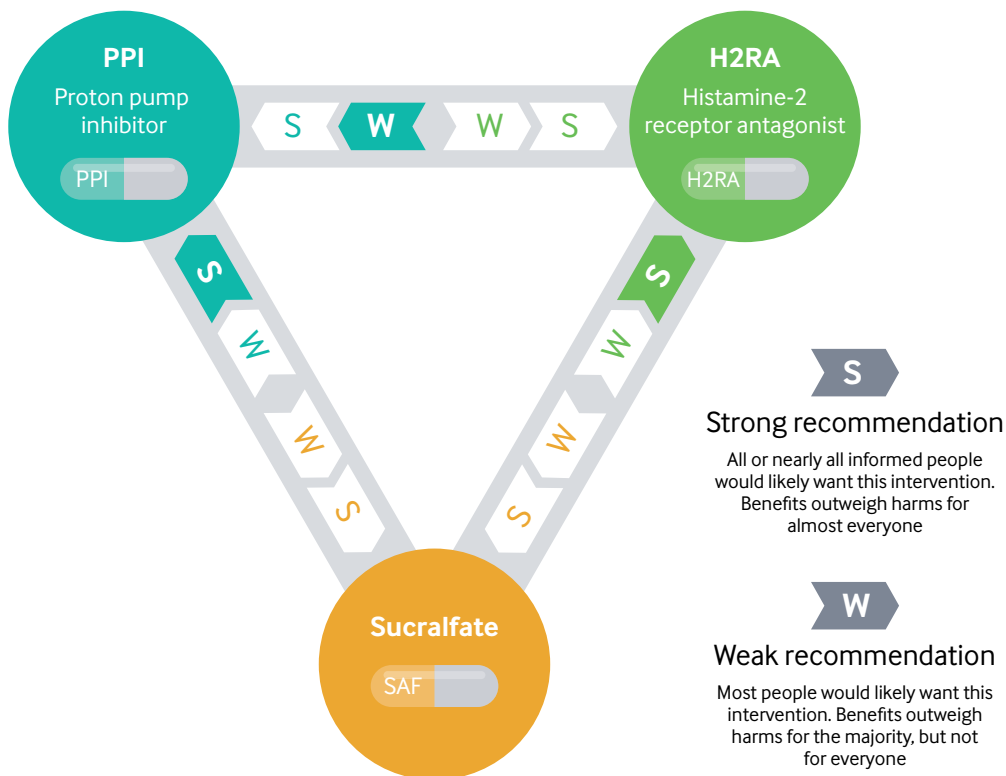 PPI
Proton pump
inhibitor
PPI
S W W S
H2RA
Histamine-2
receptor antagonist
H2RA
S
W
W
S
S
W
W
S
Sucralfate
SAF
S
Strong recommendation
All or nearly all informed people
would likely want this intervention.
Benefits outweigh harms for
almost everyone
W
Weak recommendation
Most people would likely want this
intervention. Benefits outweigh
harms for the majority, but not
for everyone